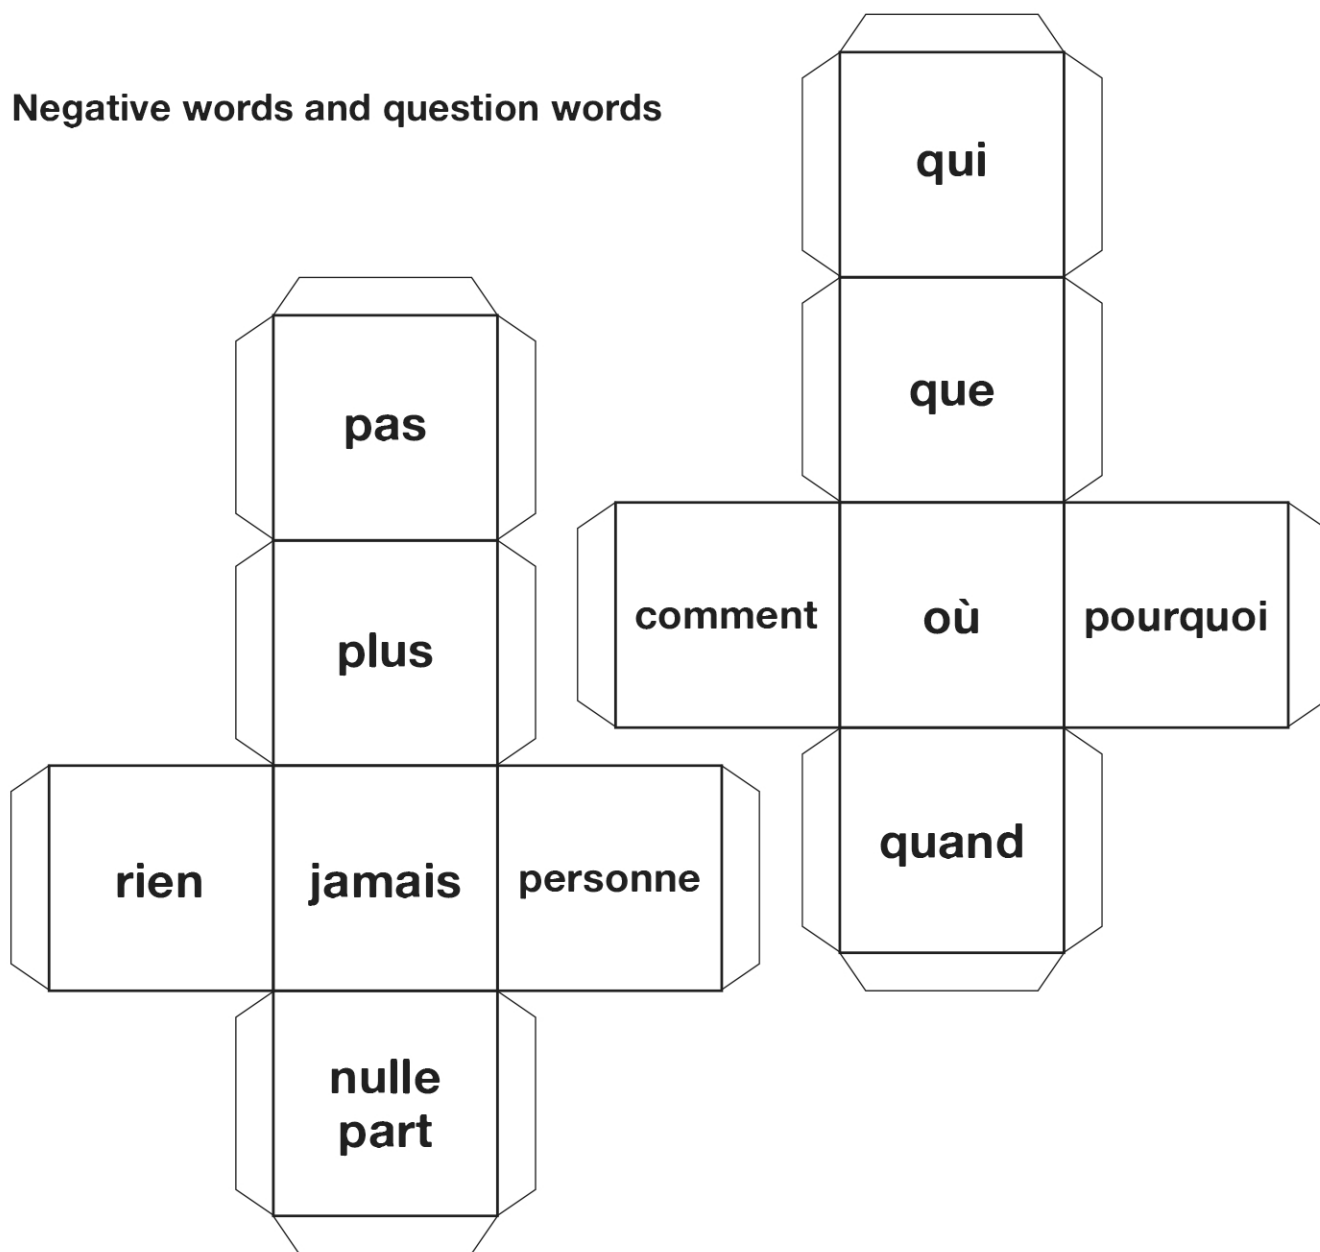 Negative words and question words
qui
que
comment
où
pourquoi
quand
pas
plus
rien
jamais
personne
nulle
part